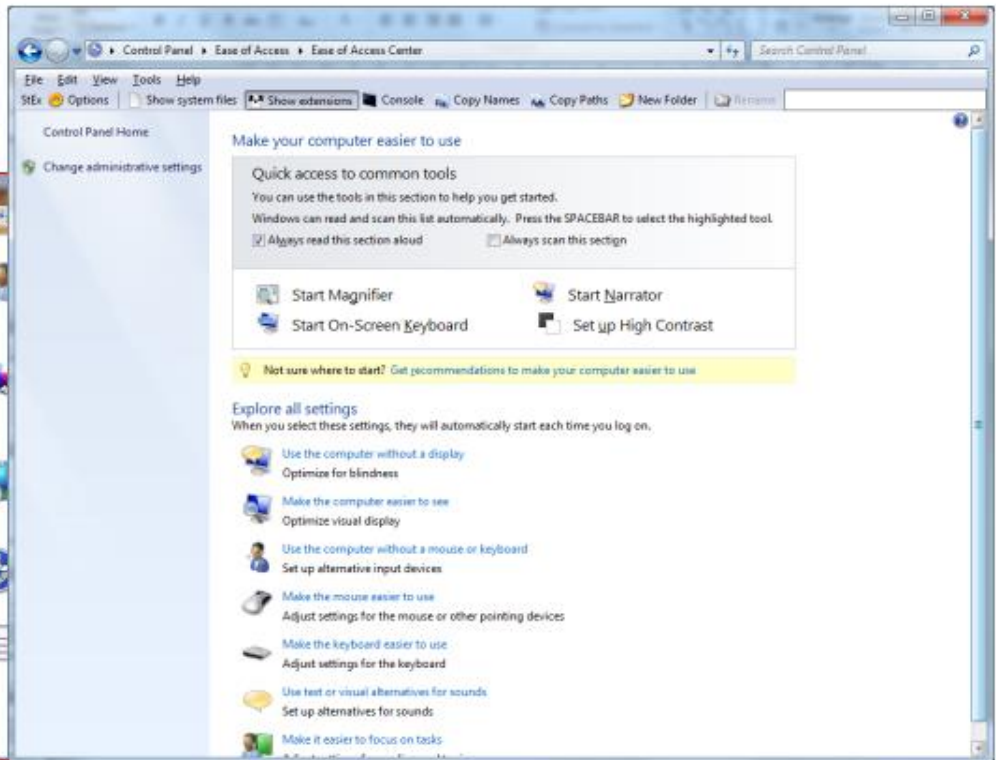 Control Panel ▸ Ease of Access ▸ Ease of Access Center
Search Control Panel
File Edit View Tools Help
StEx Options Show system files Show extensions Console Copy Names Copy Paths New Folder Rename
Control Panel Home
Change administrative settings
Make your computer easier to use
Quick access to common tools
You can use the tools in this section to help you get started.
Windows can read and scan this list automatically. Press the SPACEBAR to select the highlighted tool.
Always read this section aloud
Always scan this section
Start Magnifier
Start Narrator
Start On-Screen Keyboard
Set up High Contrast
Not sure where to start? Get recommendations to make your computer easier to use
Explore all settings
When you select these settings, they will automatically start each time you log on.
Use the computer without a display
Optimize for blindness
Make the computer easier to see
Optimize visual display
Use the computer without a mouse or keyboard
Set up alternative input devices
Make the mouse easier to use
Adjust settings for the mouse or other pointing devices
Make the keyboard easier to use
Adjust settings for the keyboard
Use text or visual alternatives for sounds
Set up alternatives for sounds
Make it easier to focus on tasks